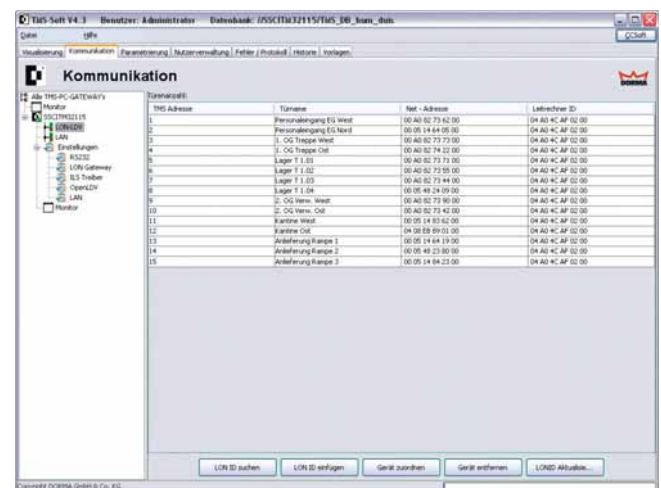 TMS-Soft V4.3 Benutzer: Administrator Datenbank: //SSCITM32115/TMS_DB_kum_duis
Datei Hilfe CCSoft
Visualisierung Kommunikation Parametrierung Nutzerverwaltung Fehler / Protokoll Historie Vorlagen
Kommunikation
DORMA
Alle TMS-PC-GATEWAY's
Monitor
SSCITM32115
LON-LDV
LAN
Einstellungen
RS232
LON Gateway
ILS Treiber
OpenLDV
LAN
Monitor
Türenanzahl:
TMS Adresse Türname Net - Adresse Leitrechner ID
1 Personaleingang EG West 00 A0 82 73 62 00 04 A0 4C AF 02 00
2 Personaleingang EG Nord 00 05 14 64 05 00 04 A0 4C AF 02 00
3 1. OG Treppe West 00 A0 82 73 73 00 04 A0 4C AF 02 00
4 1. OG Treppe Ost 00 A0 82 74 22 00 04 A0 4C AF 02 00
5 Lager T 1.01 00 A0 82 73 71 00 04 A0 4C AF 02 00
6 Lager T 1.02 00 A0 82 73 55 00 04 A0 4C AF 02 00
7 Lager T 1.03 00 A0 82 73 44 00 04 A0 4C AF 02 00
8 Lager T 1.04 00 05 48 24 09 00 04 A0 4C AF 02 00
9 2. OG Verw. West 00 A0 82 73 90 00 04 A0 4C AF 02 00
10 2. OG Verw. Ost 00 A0 82 73 42 00 04 A0 4C AF 02 00
11 Kantine West 00 05 14 83 62 00 04 A0 4C AF 02 00
12 Kantine Ost 04 08 EB 89 01 00 04 A0 4C AF 02 00
13 Anlieferung Rampe 1 00 05 14 64 19 00 04 A0 4C AF 02 00
14 Anlieferung Rampe 2 00 05 48 23 80 00 04 A0 4C AF 02 00
15 Anlieferung Rampe 3 00 05 14 84 23 00 04 A0 4C AF 02 00
LON ID suchen LON ID einfügen Gerät zuordnen Gerät entfernen LONID Aktualisie...
Copyright DORMA GmbH & Co. KG